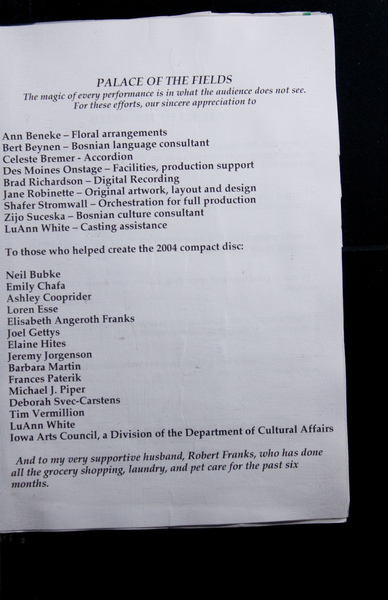 PALACE OF THE FIELDS
The magic of every performance is in what the audience does not see.
For these efforts, our sincere appreciation to
Ann Beneke – Floral arrangements
Bert Beynen – Bosnian language consultant
Celeste Bremer - Accordion
Des Moines Onstage – Facilities, production support
Brad Richardson – Digital Recording
Jane Robinette – Original artwork, layout and design
Shafer Stromwall – Orchestration for full production
Zijo Suceska – Bosnian culture consultant
LuAnn White – Casting assistance
To those who helped create the 2004 compact disc:
Neil Bubke
Emily Chafa
Ashley Cooprider
Loren Esse
Elisabeth Angeroth Franks
Joel Gettys
Elaine Hites
Jeremy Jorgenson
Barbara Martin
Frances Paterik
Michael J. Piper
Deborah Svec-Carstens
Tim Vermillion
LuAnn White
Iowa Arts Council, a Division of the Department of Cultural Affairs
And to my very supportive husband, Robert Franks, who has done
all the grocery shopping, laundry, and pet care for the past six
months.